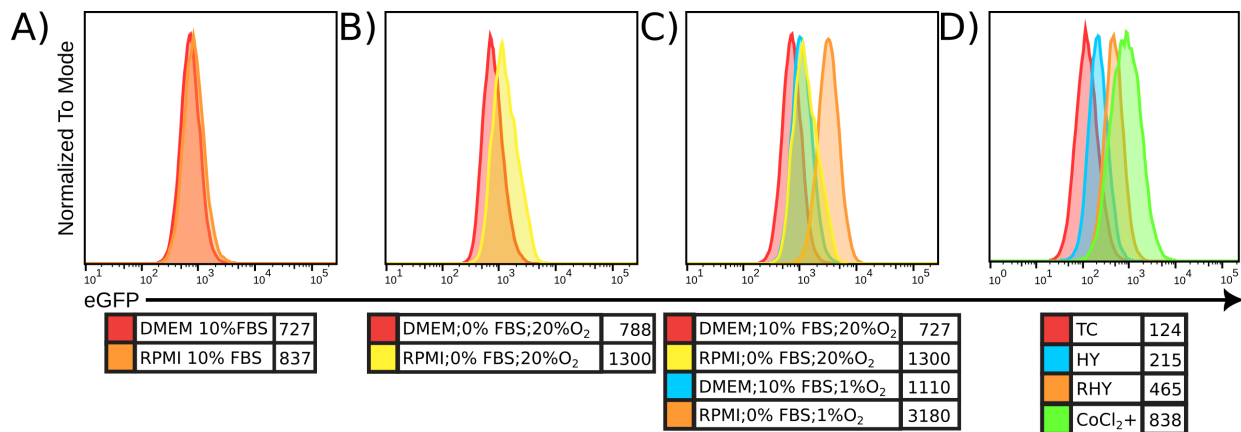 A) B) C) D)
Normalized To Mode
10¹ 10² 10³ 10⁴ 10⁵
10¹ 10² 10³ 10⁴ 10⁵
10¹ 10² 10³ 10⁴ 10⁵
10⁰ 10¹ 10² 10³ 10⁴ 10⁵
eGFP
DMEM 10%FBS 727
RPMI 10% FBS 837
DMEM;0% FBS;20%O₂ 788
RPMI;0% FBS;20%O₂ 1300
DMEM;10% FBS;20%O₂ 727
RPMI;0% FBS;20%O₂ 1300
DMEM;10% FBS;1%O₂ 1110
RPMI;0% FBS;1%O₂ 3180
TC 124
HY 215
RHY 465
CoCl₂+ 838